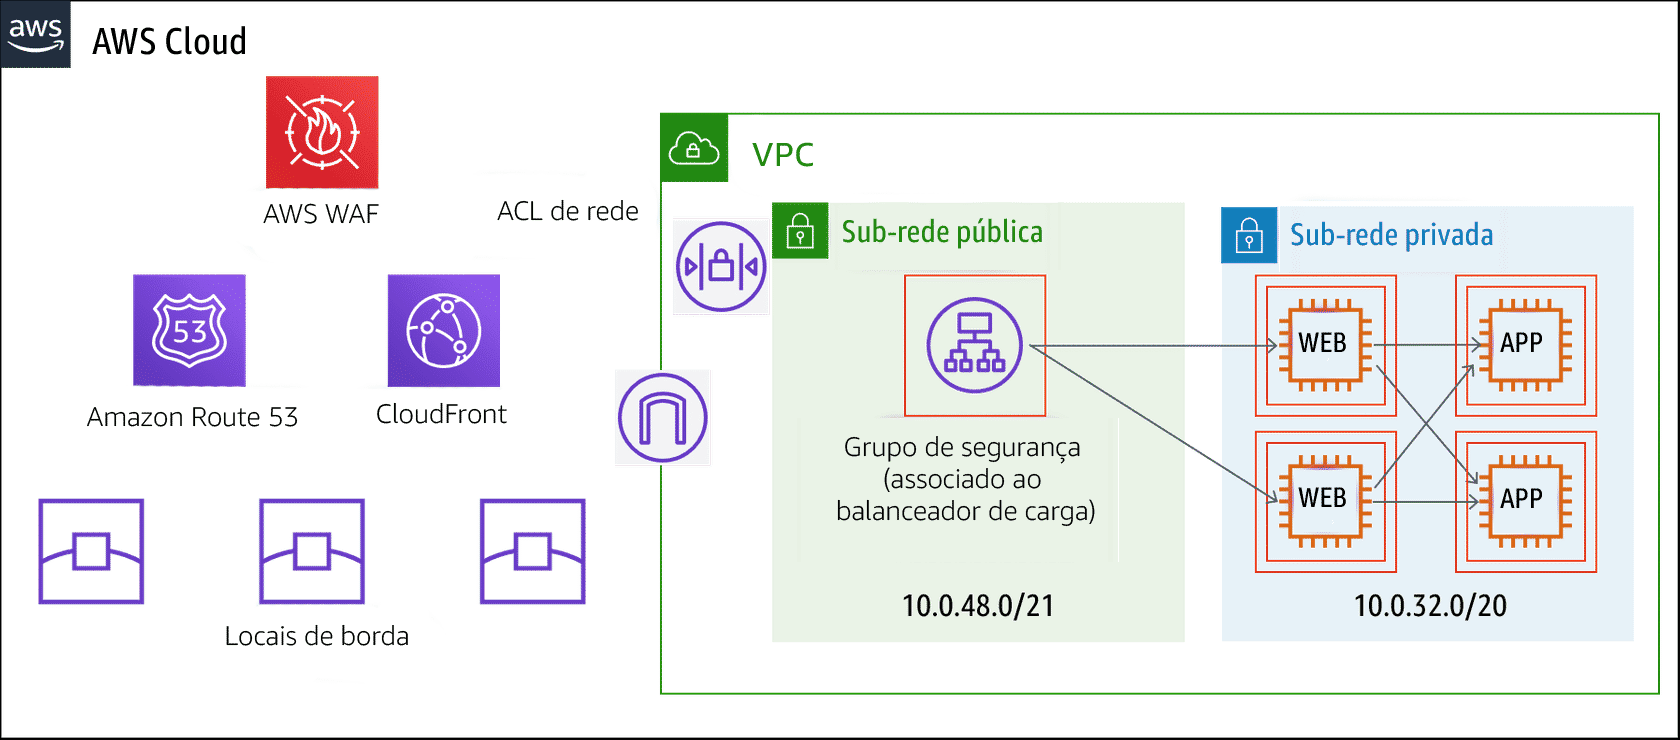 aws
AWS Cloud
AWS WAF
ACL de rede
VPC
Sub-rede pública
Sub-rede privada
53
Amazon Route 53
CloudFront
WEB
APP
Grupo de segurança
(associado ao
balanceador de carga)
WEB
APP
10.0.48.0/21
10.0.32.0/20
Locais de borda